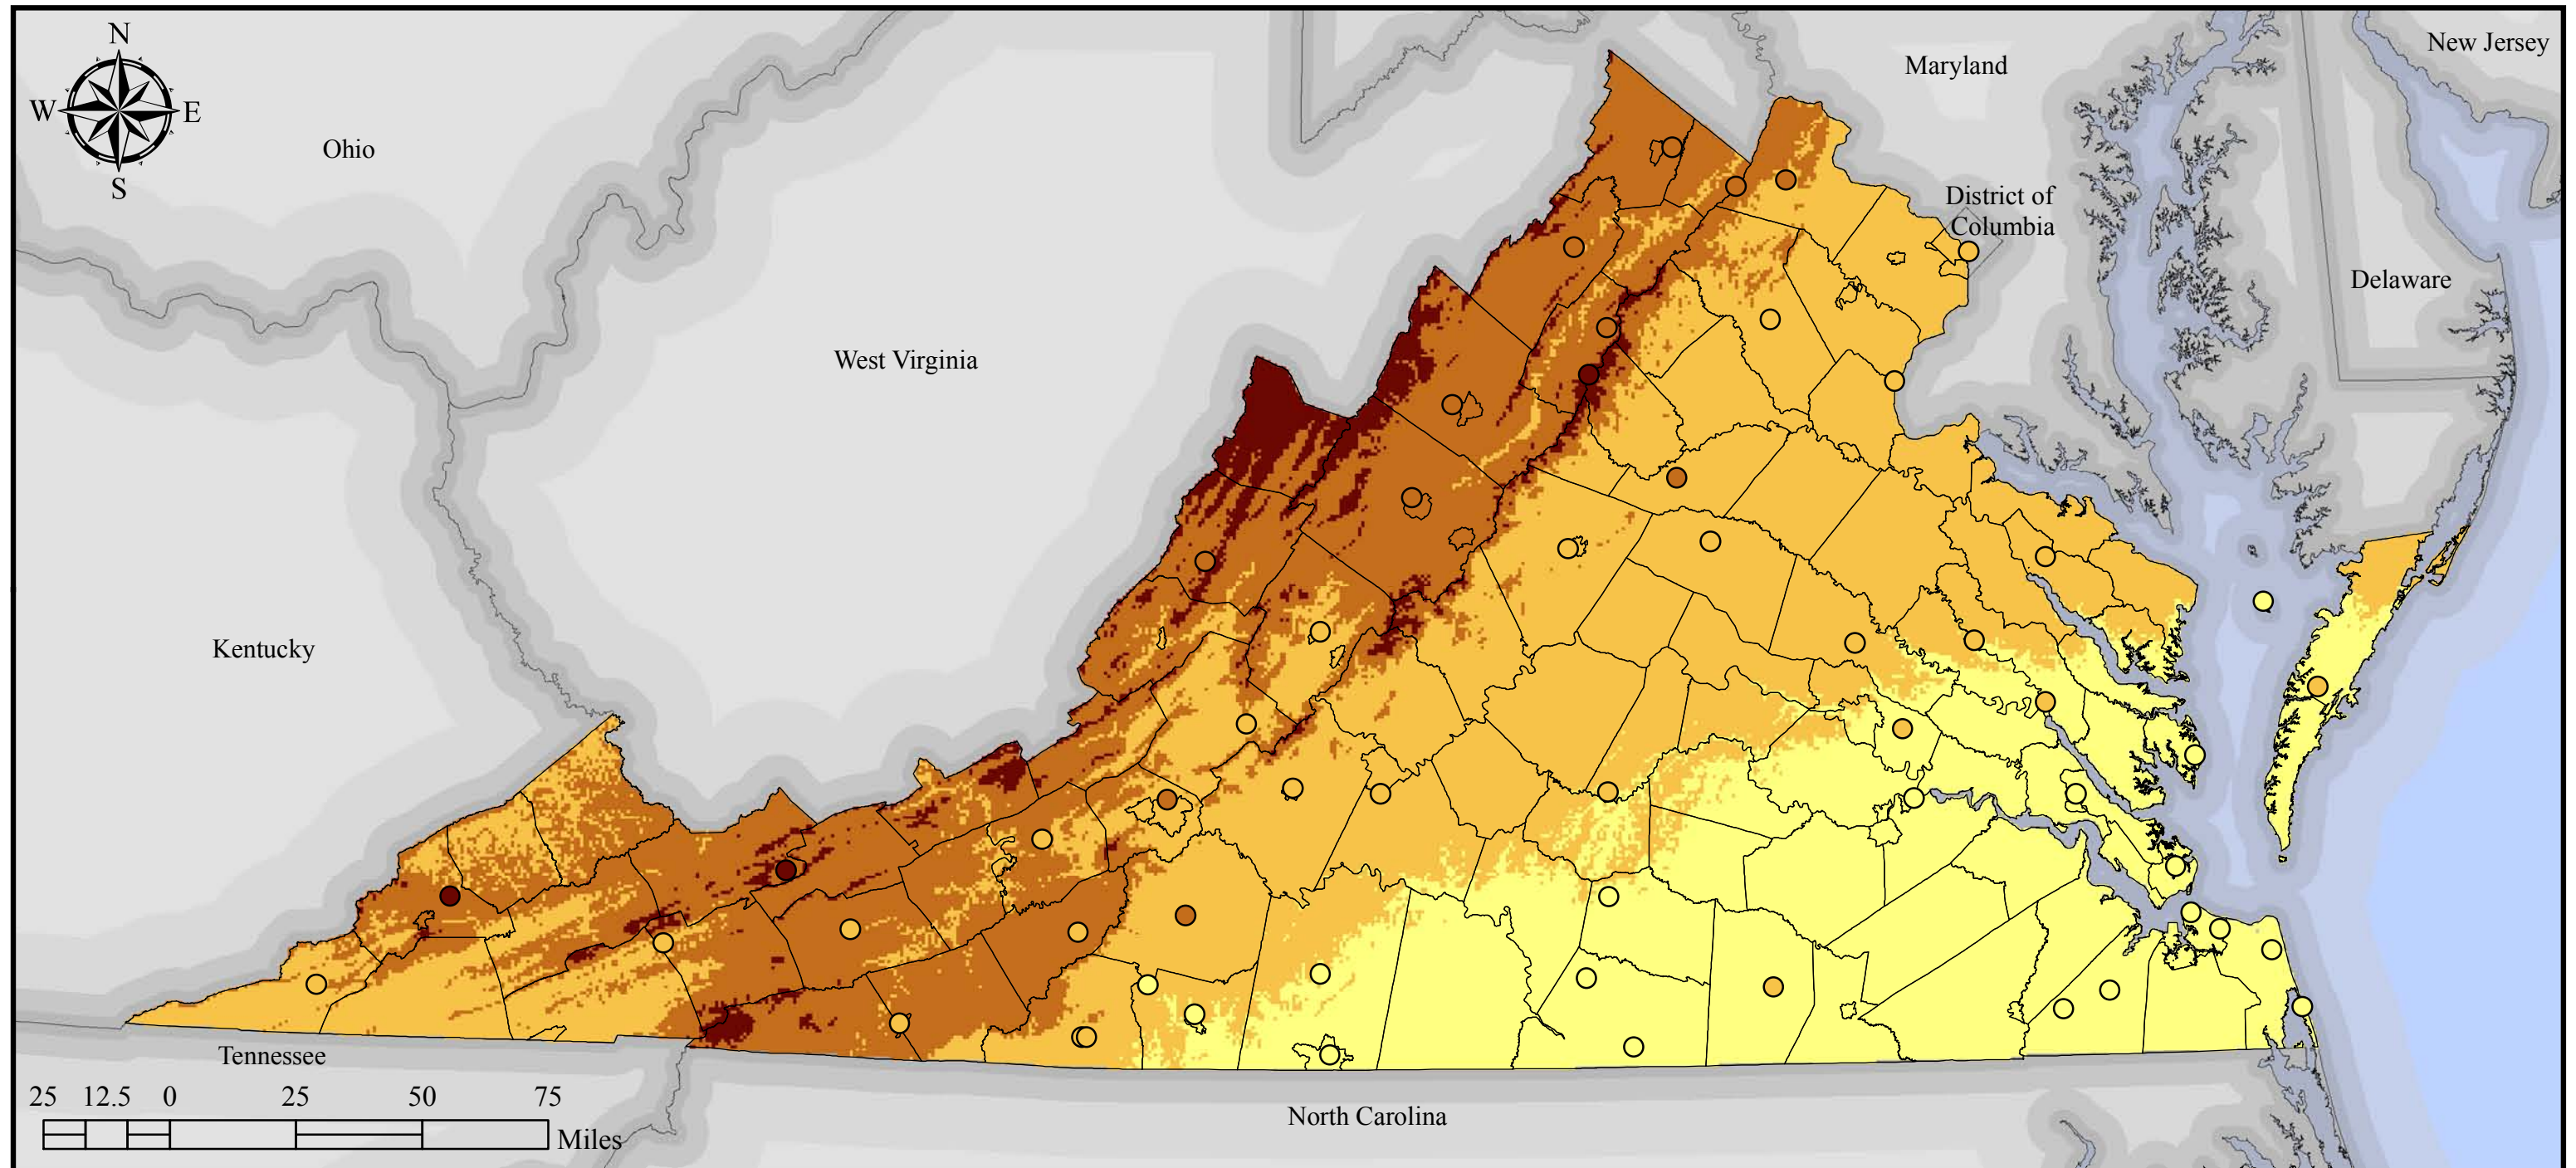 N
W E
S
Ohio
Maryland
New Jersey
District of
Columbia
Delaware
West Virginia
Kentucky
Tennessee
North Carolina
25 12.5 0 25 50 75
Miles